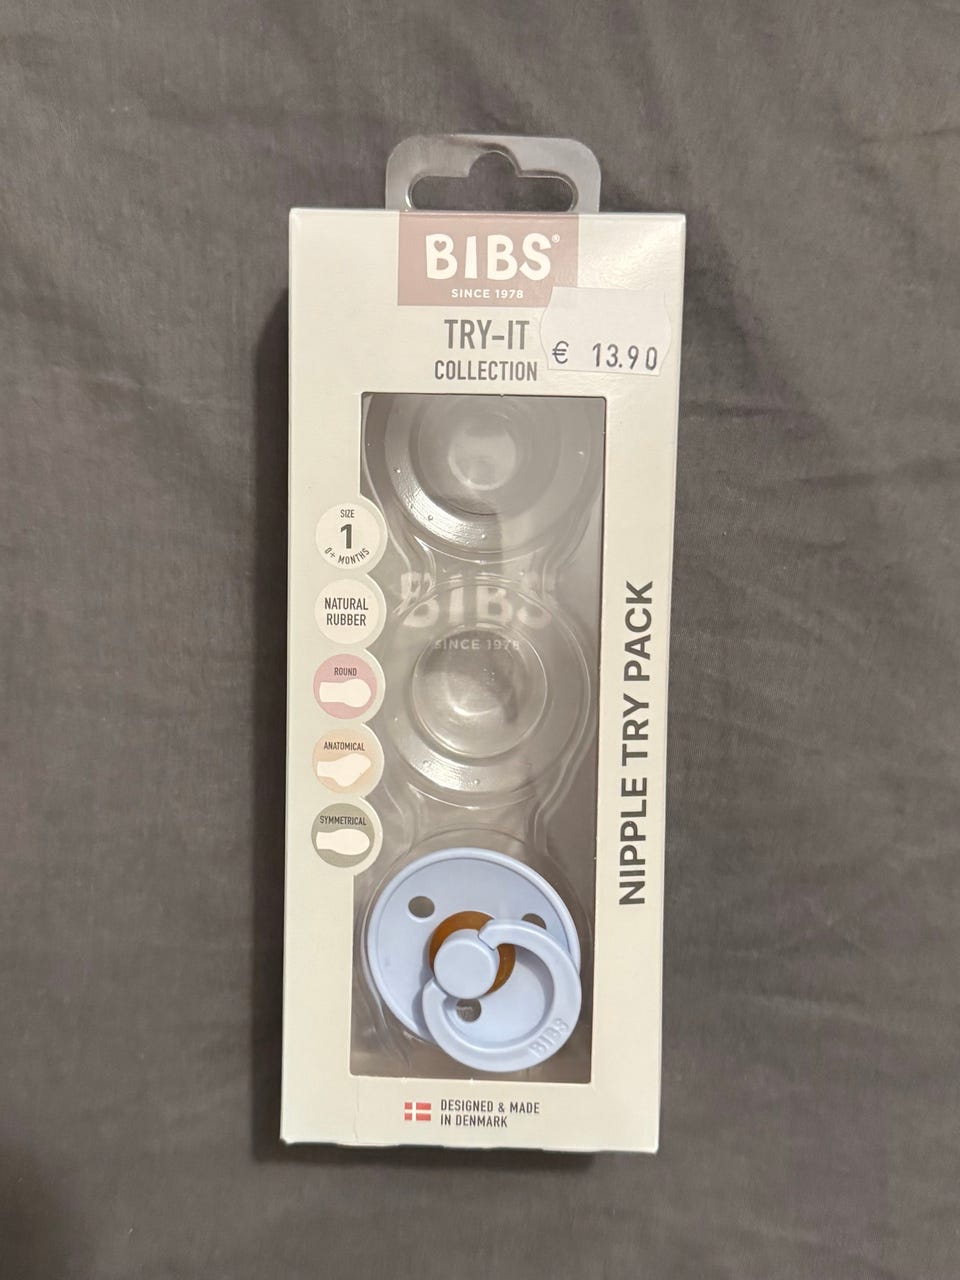 BIBS®
SINCE 1978
TRY-IT
COLLECTION
€ 13.90
SIZE
1
0+ MONTHS
NATURAL
RUBBER
ROUND
ANATOMICAL
SYMMETRICAL
BIBS
SINCE 1978
NIPPLE TRY PACK
BIBS
DESIGNED & MADE
IN DENMARK